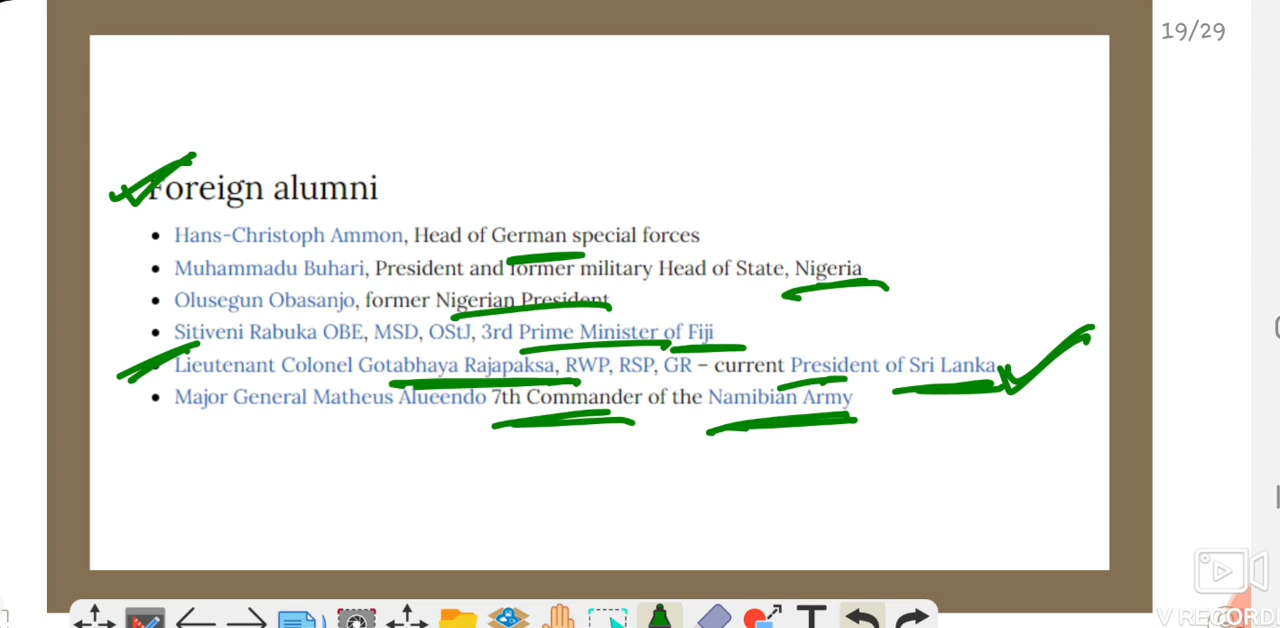 19/29
Foreign alumni
• Hans-Christoph Ammon, Head of German special forces
• Muhammadu Buhari, President and former military Head of State, Nigeria
• Olusegun Obasanjo, former Nigerian President
• Sitiveni Rabuka OBE, MSD, OStJ, 3rd Prime Minister of Fiji
• Lieutenant Colonel Gotabhaya Rajapaksa, RWP, RSP, GR – current President of Sri Lanka
• Major General Matheus Alueendo 7th Commander of the Namibian Army
T
V RECORD